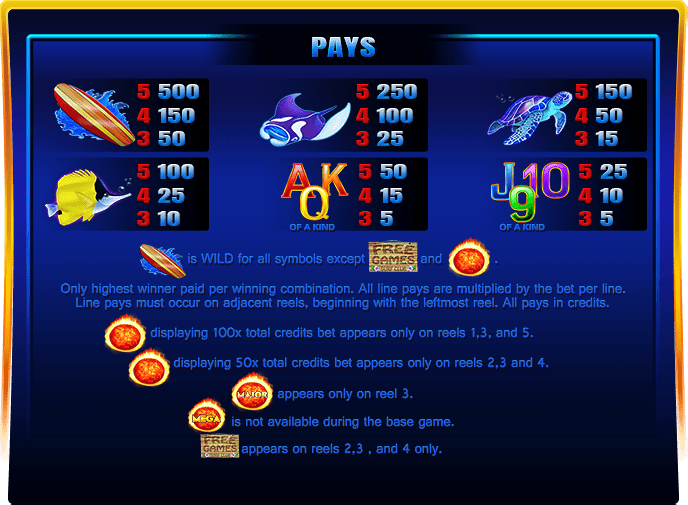 PAYS
5 500
4 150
3 50
5 250
4 100
3 25
5 150
4 50
3 15
5 100
4 25
3 10
A K
Q
OF A KIND
5 50
4 15
3 5
J 10
9
OF A KIND
5 25
4 10
3 5
is WILD for all symbols except FREE GAMES and .
Only highest winner paid per winning combination. All line pays are multiplied by the bet per line.
Line pays must occur on adjacent reels, beginning with the leftmost reel. All pays in credits.
displaying 100x total credits bet appears only on reels 1,3, and 5.
displaying 50x total credits bet appears only on reels 2,3 and 4.
MAJOR appears only on reel 3.
MEGA is not available during the base game.
FREE GAMES appears on reels 2,3 , and 4 only.